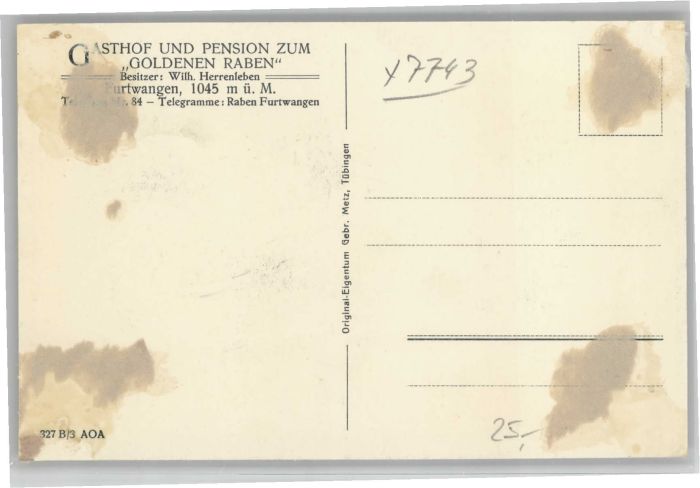 GASTHOF UND PENSION ZUM
„GOLDENEN RABEN“
Besitzer: Wilh. Herrenleben
Furtwangen, 1045 m ü. M.
Nr. 84 — Telegramme: Raben Furtwangen
x7743
Original-Eigentum Gebr. Metz, Tübingen
25,-
327 B/3 AOA